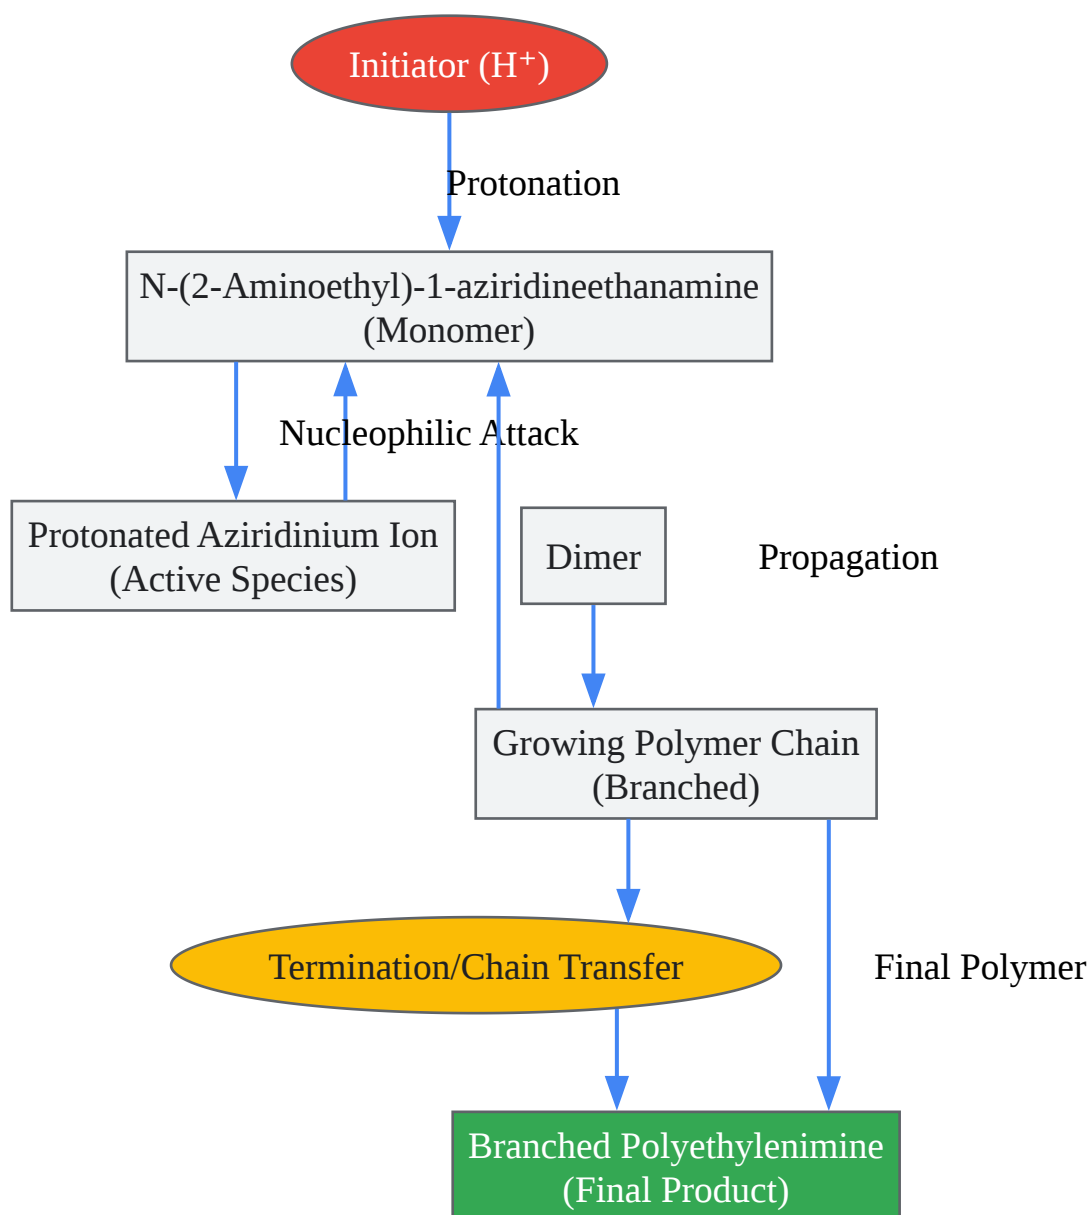 Initiator (H⁺)
Protonation
N-(2-Aminoethyl)-1-aziridineethanamine
(Monomer)
Nucleophilic Attack
Protonated Aziridinium Ion
(Active Species)
Dimer
Propagation
Growing Polymer Chain
(Branched)
Termination/Chain Transfer
Final Polymer
Branched Polyethylenimine
(Final Product)